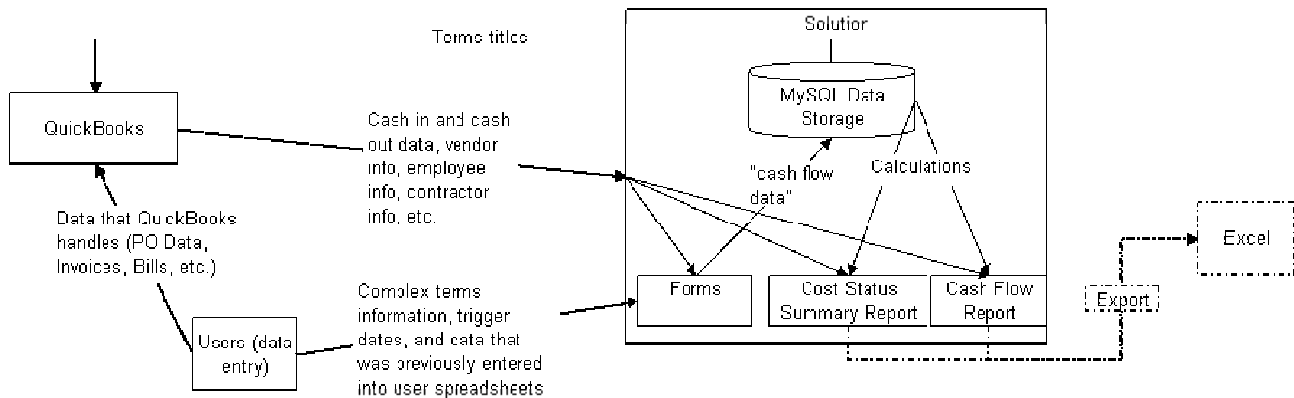 Terms titles
Solution
MySQL Data
Storage
QuickBooks
Cash in and cash
out data, vendor
info, employee
info, contractor
info, etc.
"cash flow
data"
Calculations
Data that QuickBooks
handles (PO Data,
Invoices, Bills, etc.)
Excel
Forms
Cost Status
Summary Report
Cash Flow
Report
Export
Complex terms
information, trigger
dates, and data that
was previously entered
into user spreadsheets
Users (data
entry)